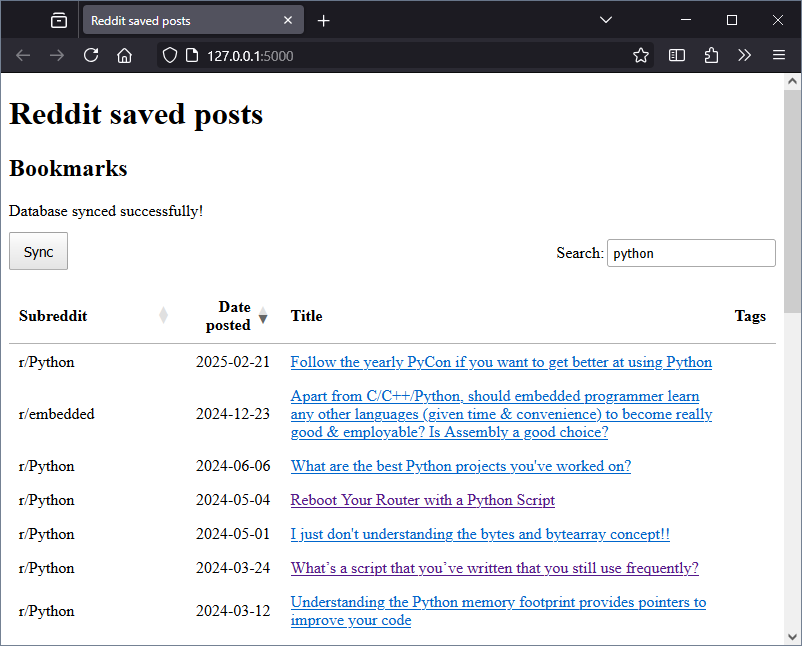 Reddit saved posts
127.0.0.1:5000
Reddit saved posts
Bookmarks
Database synced successfully!
Sync
Search: python
Subreddit Date posted Title Tags
r/Python 2025-02-21 Follow the yearly PyCon if you want to get better at using Python
r/embedded 2024-12-23 Apart from C/C++/Python, should embedded programmer learn
any other languages (given time & convenience) to become really
good & employable? Is Assembly a good choice?
r/Python 2024-06-06 What are the best Python projects you've worked on?
r/Python 2024-05-04 Reboot Your Router with a Python Script
r/Python 2024-05-01 I just don't understanding the bytes and bytearray concept!!
r/Python 2024-03-24 What’s a script that you’ve written that you still use frequently?
r/Python 2024-03-12 Understanding the Python memory footprint provides pointers to
improve your code